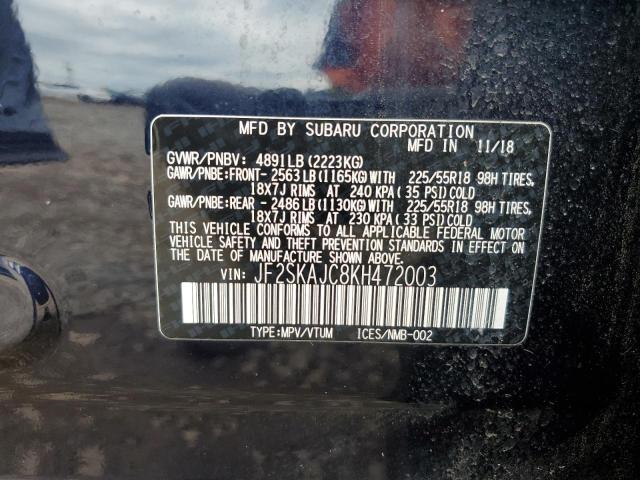 MFD BY SUBARU CORPORATION
MFD IN 11/18
GVWR/PNBV: 4891LB(2223KG)
GAWR/PNBE:FRONT- 2563LB(1165KG)WITH 225/55R18 98H TIRES,
18X7J RIMS AT 240 KPA( 35 PSI)COLD
GAWR/PNBE:REAR - 2486LB(1130KG)WITH 225/55R18 98H TIRES,
18X7J RIMS AT 230 KPA( 33 PSI)COLD
THIS VEHICLE CONFORMS TO ALL APPLICABLE FEDERAL MOTOR
VEHICLE SAFETY AND THEFT PREVENTION STANDARDS IN EFFECT ON
THE DATE OF MANUFACTURE SHOWN ABOVE.
VIN: JF2SKAJC8KH472003
TYPE:MPV/VTUM ICES/NMB-002